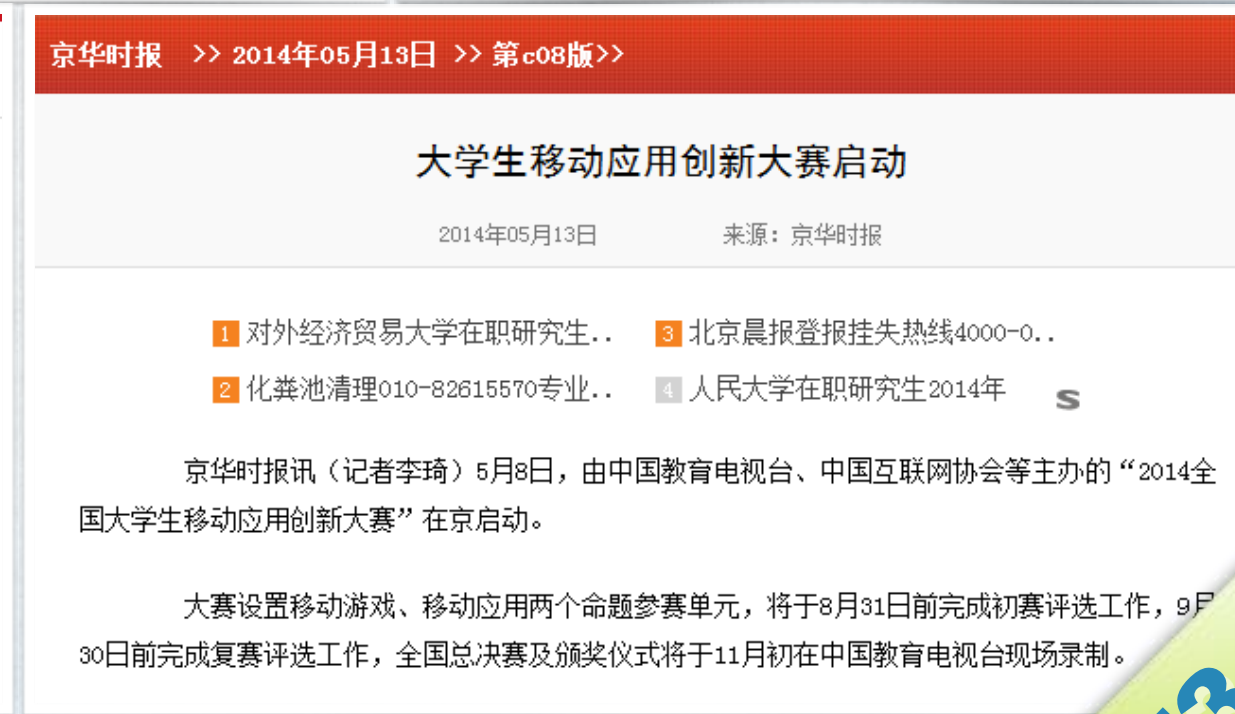 京华时报 >> 2014年05月13日 >> 第c08版>>
大学生移动应用创新大赛启动
2014年05月13日 来源：京华时报
1 对外经济贸易大学在职研究生.. 3 北京晨报登报挂失热线4000-0..
2 化粪池清理010-82615570专业.. 4 人民大学在职研究生2014年
S
京华时报讯（记者李琦）5月8日，由中国教育电视台、中国互联网协会等主办的“2014全
国大学生移动应用创新大赛”在京启动。
大赛设置移动游戏、移动应用两个命题参赛单元，将于8月31日前完成初赛评选工作，9月
30日前完成复赛评选工作，全国总决赛及颁奖仪式将于11月初在中国教育电视台现场录制。